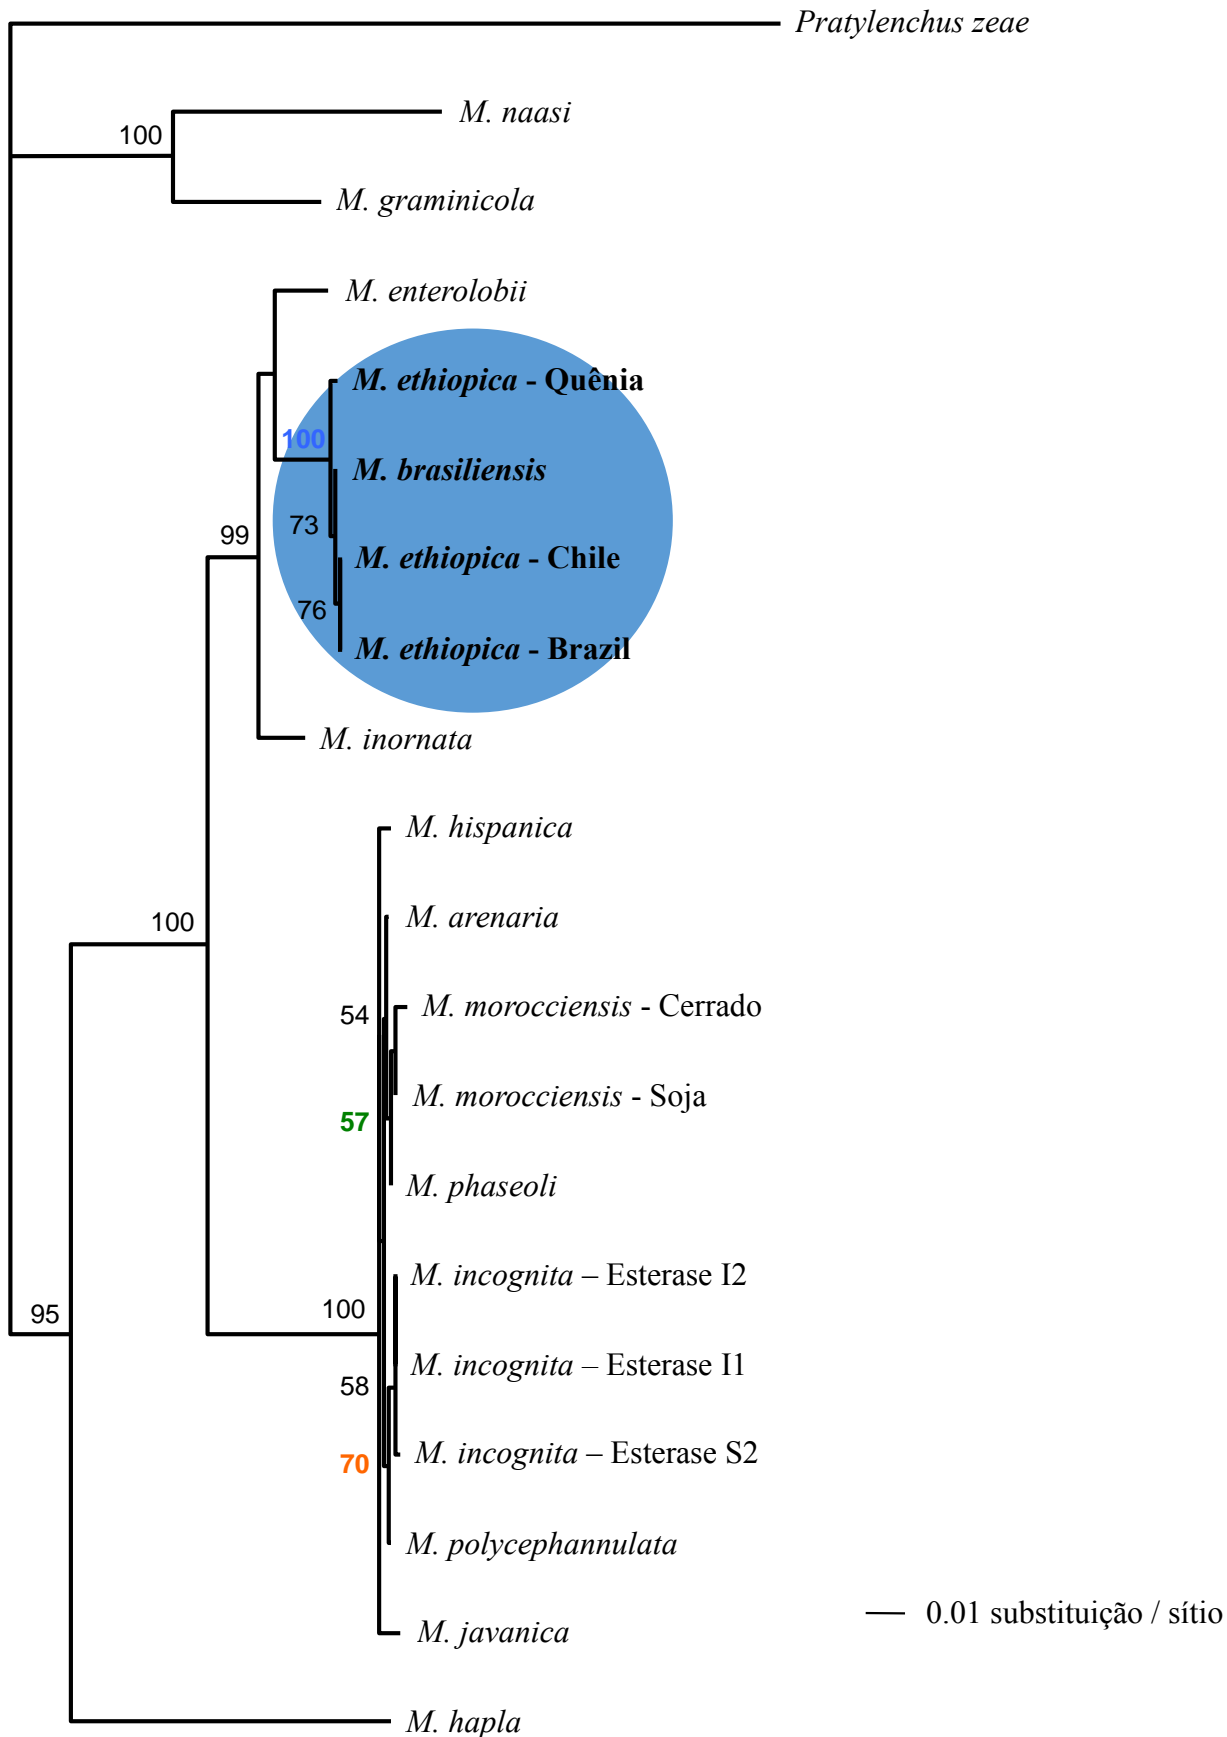 Pratylenchus zeae
M. naasi
100
M. graminicola
M. enterolobii
M. ethiopica - Quênia
100
M. brasiliensis
73
99
M. ethiopica - Chile
76
M. ethiopica - Brazil
M. inornata
M. hispanica
M. arenaria
100
M. morocciensis - Cerrado
54
M. morocciensis - Soja
57
M. phaseoli
M. incognita – Esterase I2
100
95
M. incognita – Esterase I1
58
M. incognita – Esterase S2
70
M. polycephannulata
0.01 substituição / sítio
M. javanica
M. hapla